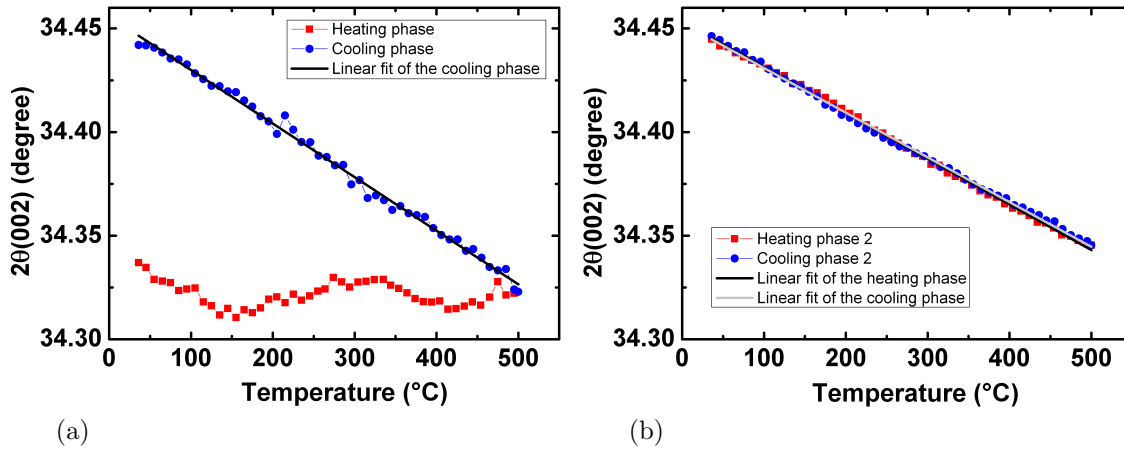 34.45
34.40
34.35
34.30
2θ(002) (degree)
Heating phase
Cooling phase
Linear fit of the cooling phase
0 100 200 300 400 500
Temperature (°C)
(a)
34.45
34.40
34.35
34.30
2θ(002) (degree)
Heating phase 2
Cooling phase 2
Linear fit of the heating phase
Linear fit of the cooling phase
0 100 200 300 400 500
Temperature (°C)
(b)